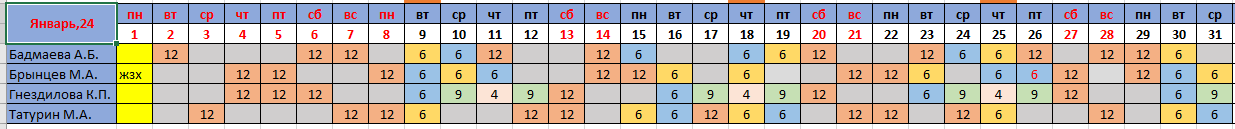 Январь,24 пн вт ср чт пт сб вс пн вт ср чт пт сб вс пн вт ср чт пт сб вс пн вт ср чт пт сб вс пн вт ср
1 2 3 4 5 6 7 8 9 10 11 12 13 14 15 16 17 18 19 20 21 22 23 24 25 26 27 28 29 30 31
Бадмаева А.Б. 12 12 12 6 6 12 12 6 6 6 12 12 6 6 12 12 12 6
Брынцев М.А. жзх 12 12 12 6 6 6 12 12 6 6 12 12 6 6 6 12 12 6 6
Гнездилова К.П. 12 12 12 6 9 4 9 12 6 9 4 9 12 6 9 4 9 12 6 9
Татурин М.А. 12 12 12 6 12 12 6 6 12 6 6 12 12 12 6 12 6 6